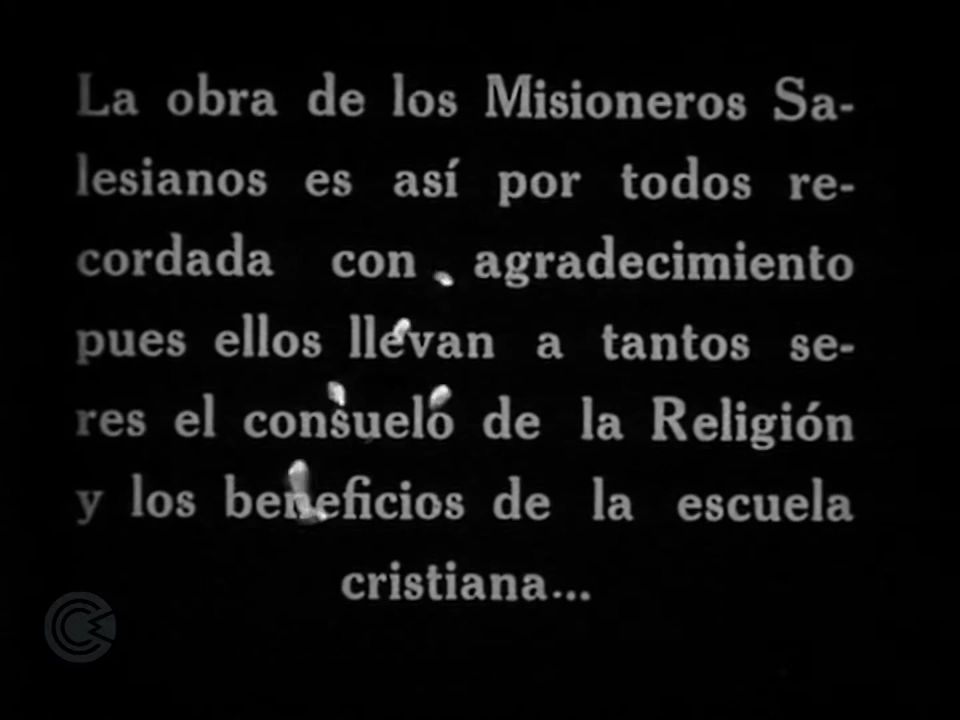 La obra de los Misioneros Sa-
lesianos es así por todos re-
cordada con agradecimiento
pues ellos llevan a tantos se-
res el consuelo de la Religión
y los beneficios de la escuela
cristiana...